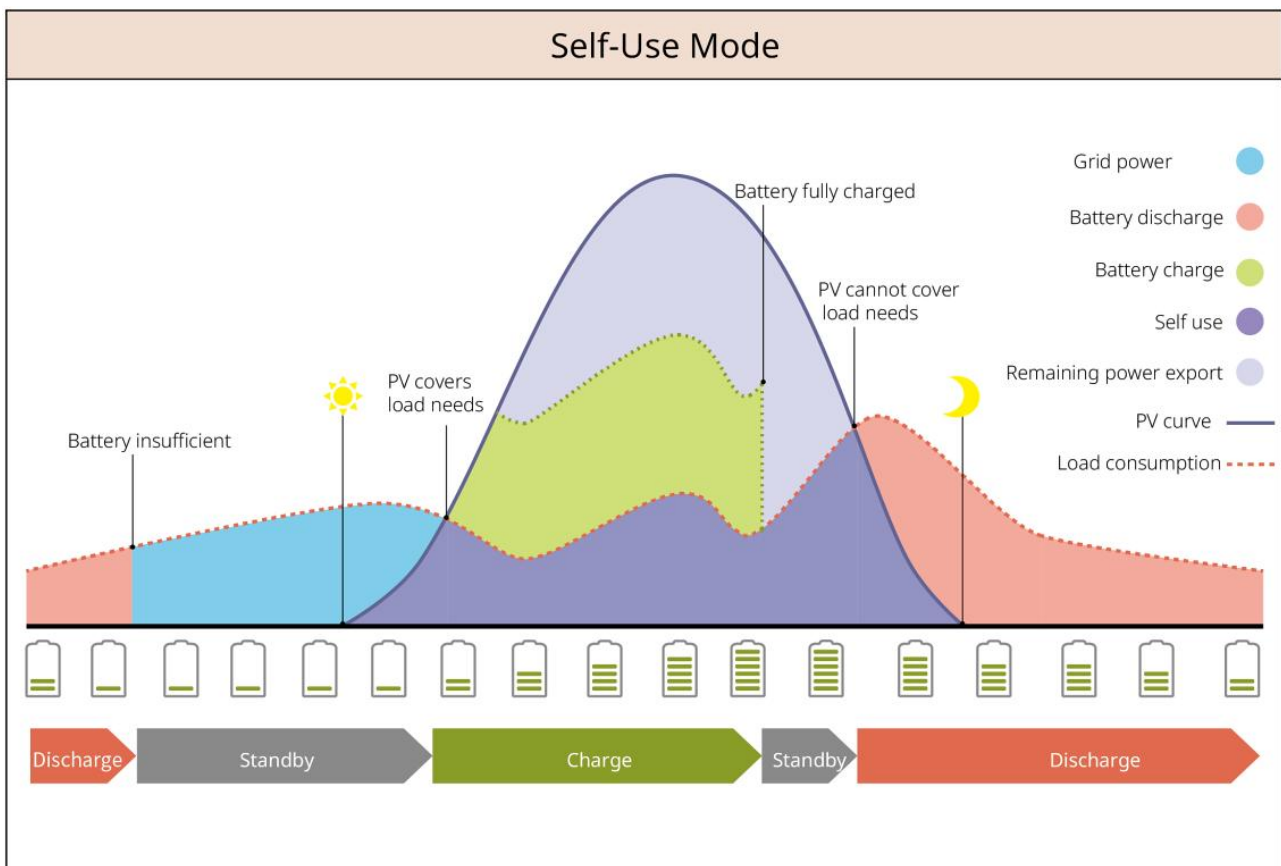 Self-Use Mode
Grid power
Battery discharge
Battery charge
Self use
Remaining power export
PV curve
Load consumption
Battery fully charged
PV cannot cover
load needs
PV covers
load needs
Battery insufficient
Discharge
Standby
Charge
Standby
Discharge